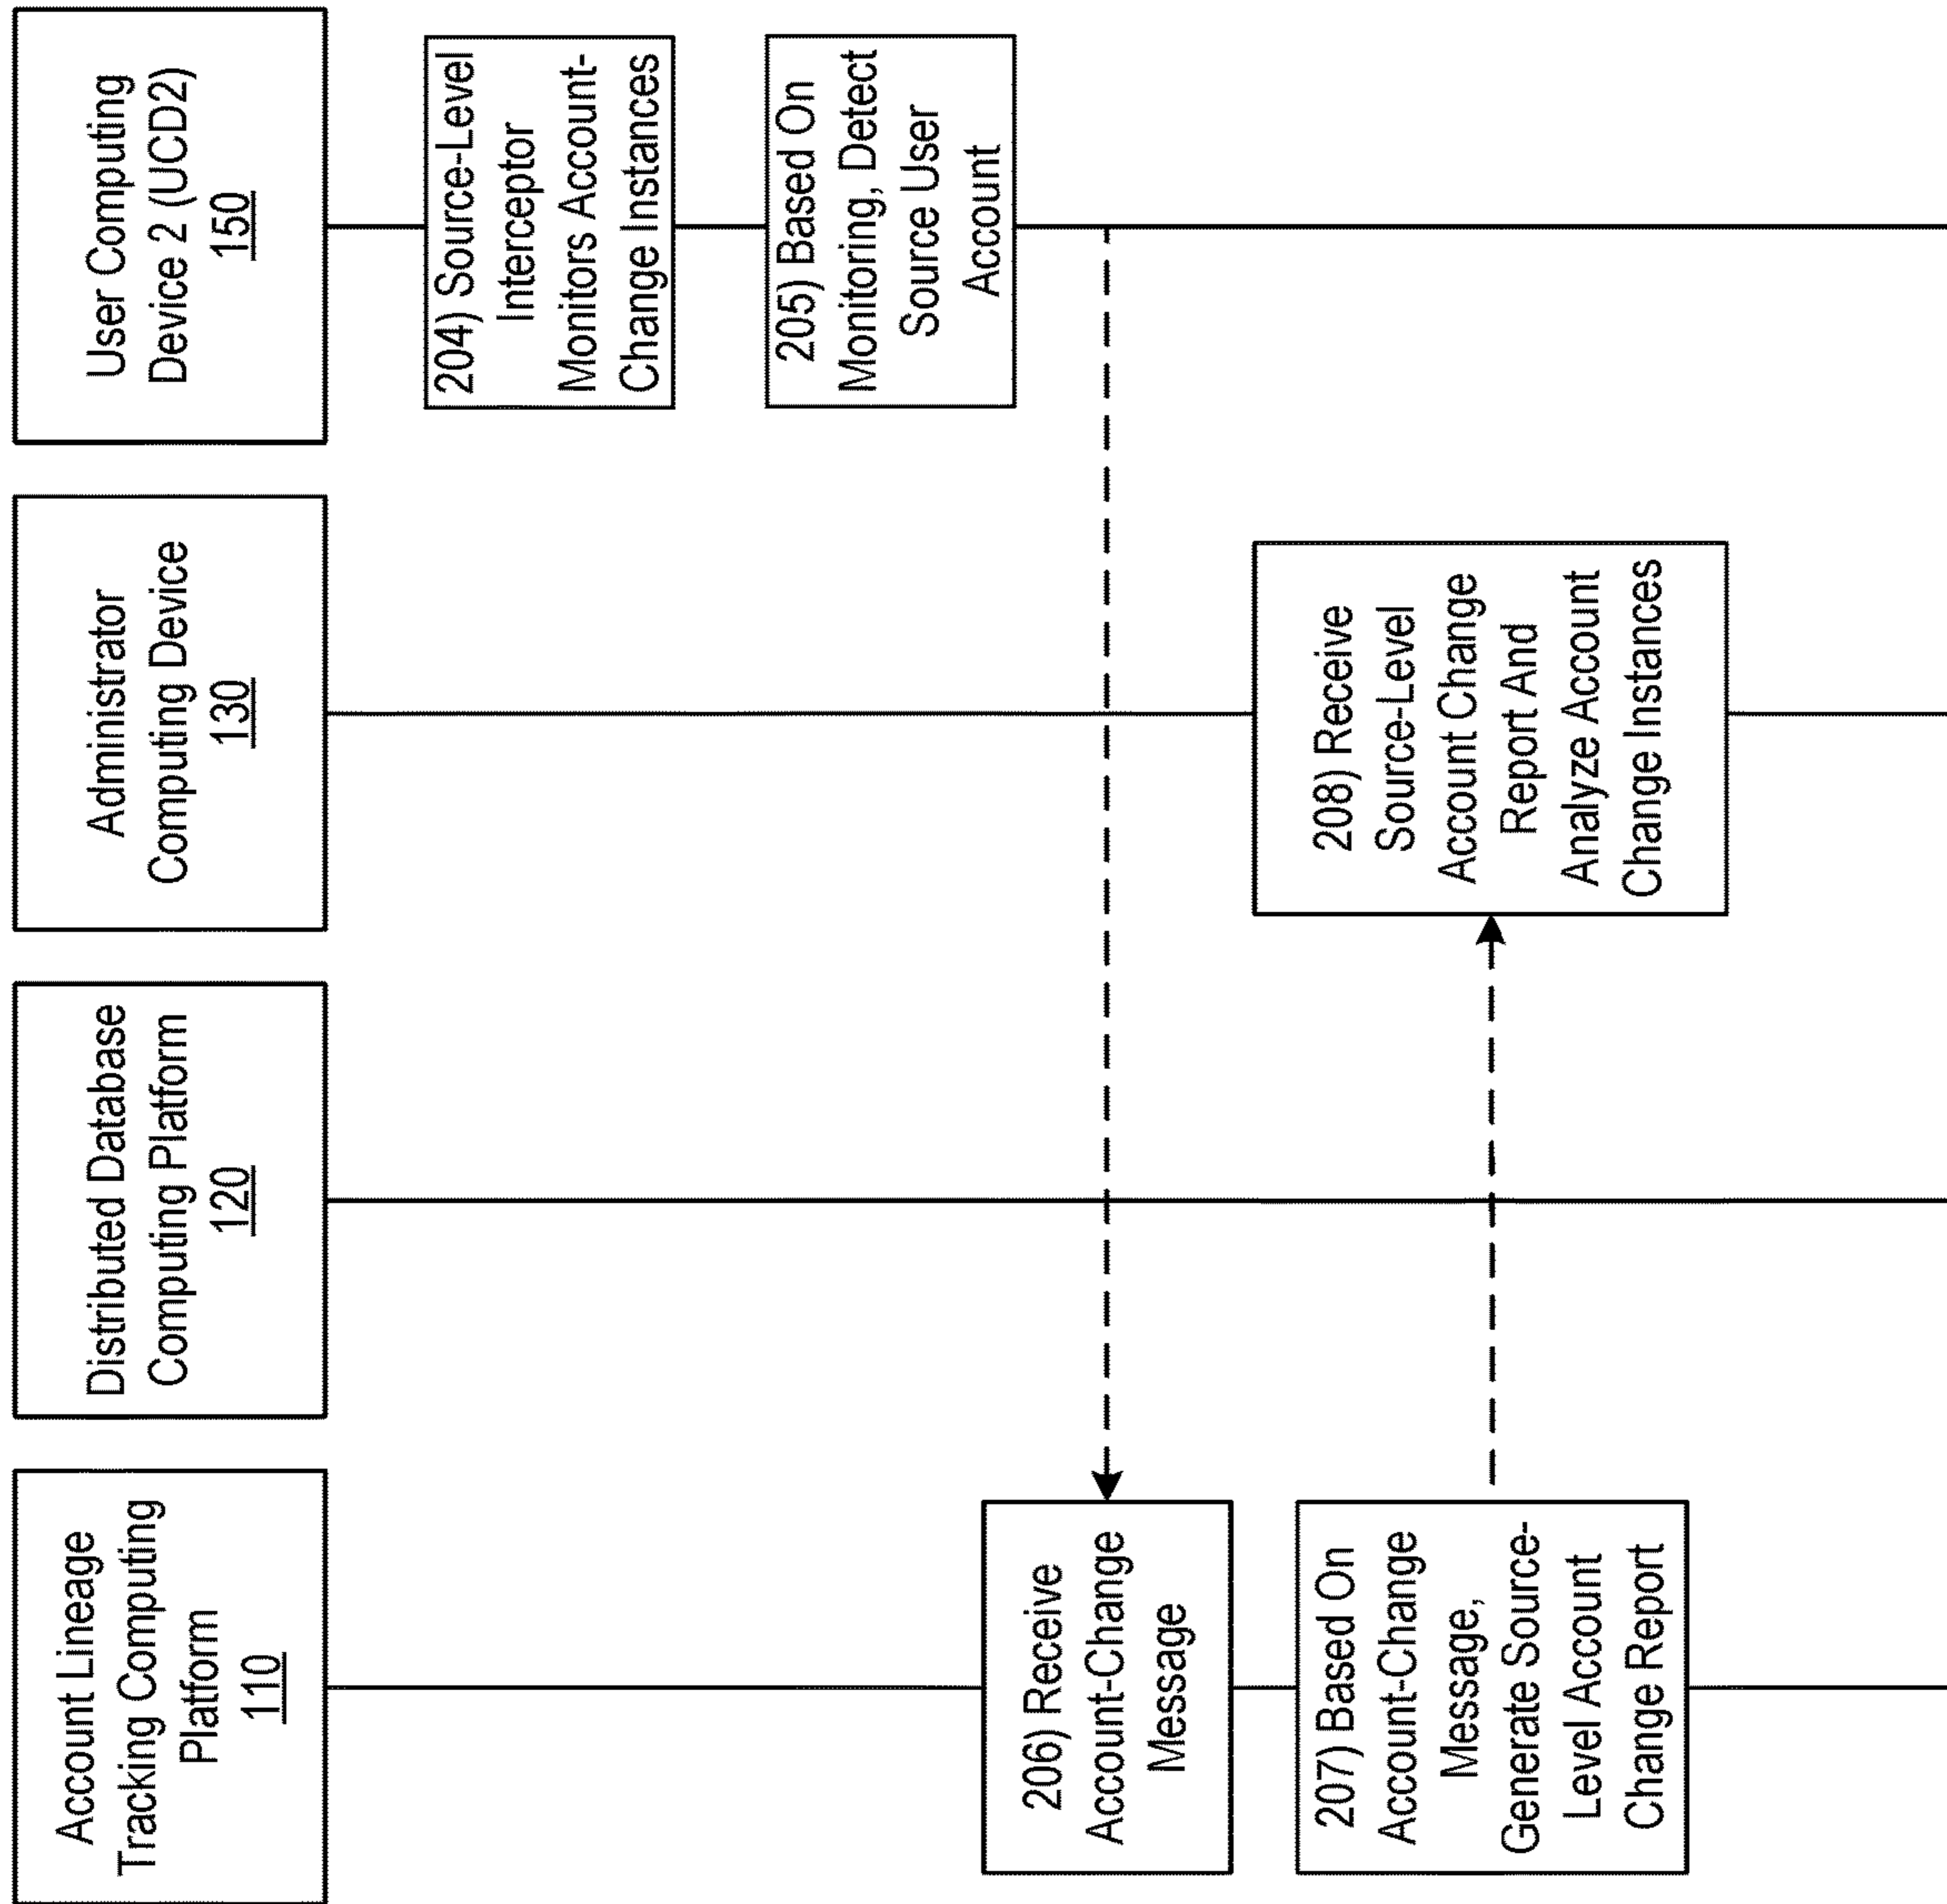 Account Lineage
Tracking Computing
Platform
110
Distributed Database
Computing Platform
120
Administrator
Computing Device
130
User Computing
Device 2 (UCD2)
150
204) Source-Level
Interceptor
Monitors Account-
Change Instances
205) Based On
Monitoring, Detect
Source User
Account
206) Receive
Account-Change
Message
207) Based On
Account-Change
Message,
Generate Source-
Level Account
Change Report
208) Receive
Source-Level
Account Change
Report And
Analyze Account
Change Instances